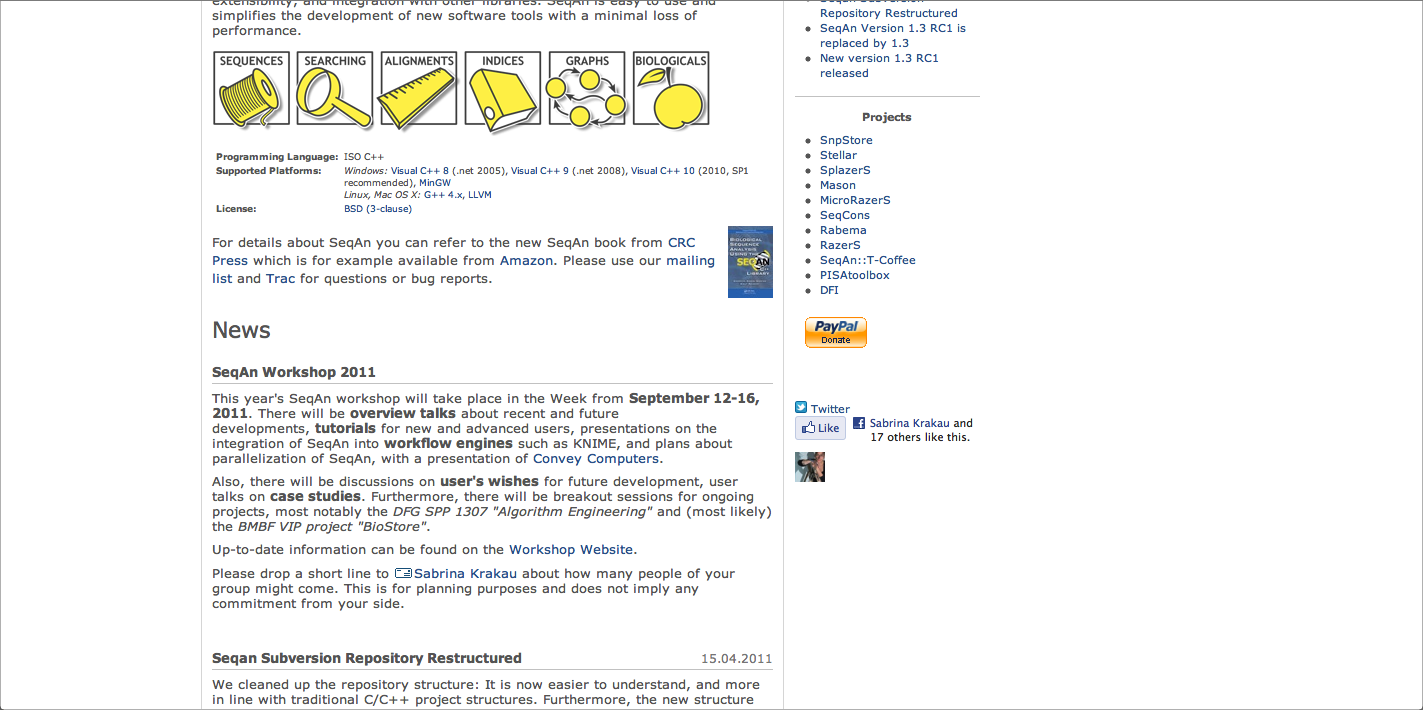 extensibility, and integration with other libraries. SeqAn is easy to use and
simplifies the development of new software tools with a minimal loss of
performance.
SEQUENCES SEARCHING ALIGNMENTS INDICES GRAPHS BIOLOGICALS
Programming Language: ISO C++
Supported Platforms: Windows: Visual C++ 8 (.net 2005), Visual C++ 9 (.net 2008), Visual C++ 10 (2010, SP1
recommended), MinGW
Linux, Mac OS X: G++ 4.x, LLVM
License: BSD (3-clause)
For details about SeqAn you can refer to the new SeqAn book from CRC
Press which is for example available from Amazon. Please use our mailing
list and Trac for questions or bug reports.
BIOLOGICAL
SEQUENCE
ANALYSIS
USING THE
SEQAN
C++
LIBRARY
News
SeqAn Workshop 2011
This year's SeqAn workshop will take place in the Week from September 12-16,
2011. There will be overview talks about recent and future
developments, tutorials for new and advanced users, presentations on the
integration of SeqAn into workflow engines such as KNIME, and plans about
parallelization of SeqAn, with a presentation of Convey Computers.
Also, there will be discussions on user's wishes for future development, user
talks on case studies. Furthermore, there will be breakout sessions for ongoing
projects, most notably the DFG SPP 1307 "Algorithm Engineering" and (most likely)
the BMBF VIP project "BioStore".
Up-to-date information can be found on the Workshop Website.
Please drop a short line to Sabrina Krakau about how many people of your
group might come. This is for planning purposes and does not imply any
commitment from your side.
Seqan Subversion Repository Restructured 15.04.2011
We cleaned up the repository structure: It is now easier to understand, and more
in line with traditional C/C++ project structures. Furthermore, the new structure
Seqan Subversion
Repository Restructured
SeqAn Version 1.3 RC1 is
replaced by 1.3
New version 1.3 RC1
released
Projects
SnpStore
Stellar
SplazerS
Mason
MicroRazerS
SeqCons
Rabema
RazerS
SeqAn::T-Coffee
PISAtoolbox
DFI
PayPal
Donate
Twitter
Like
Sabrina Krakau and
17 others like this.